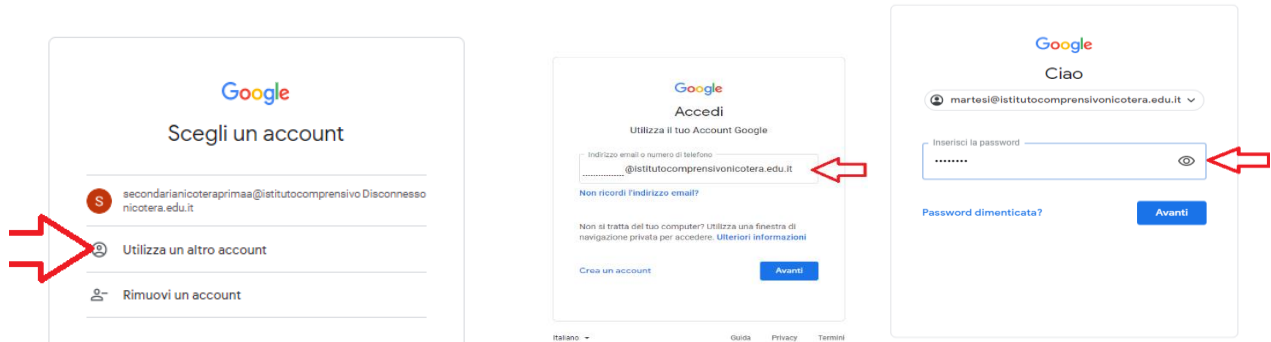 Google
Scegli un account
S
secondarianicoteraprimaa@istitutocomprensivo Disconnesso
nicotera.edu.it
Utilizza un altro account
Rimuovi un account
Google
Accedi
Utilizza il tuo Account Google
Indirizzo email o numero di telefono
...............@istitutocomprensivonicotera.edu.it
Non ricordi l'indirizzo email?
Non si tratta del tuo computer? Utilizza una finestra di
navigazione privata per accedere. Ulteriori informazioni
Crea un account
Avanti
Italiano
Guida Privacy Termini
Google
Ciao
martesi@istitutocomprensivonicotera.edu.it
Inserisci la password
••••••••
Password dimenticata?
Avanti